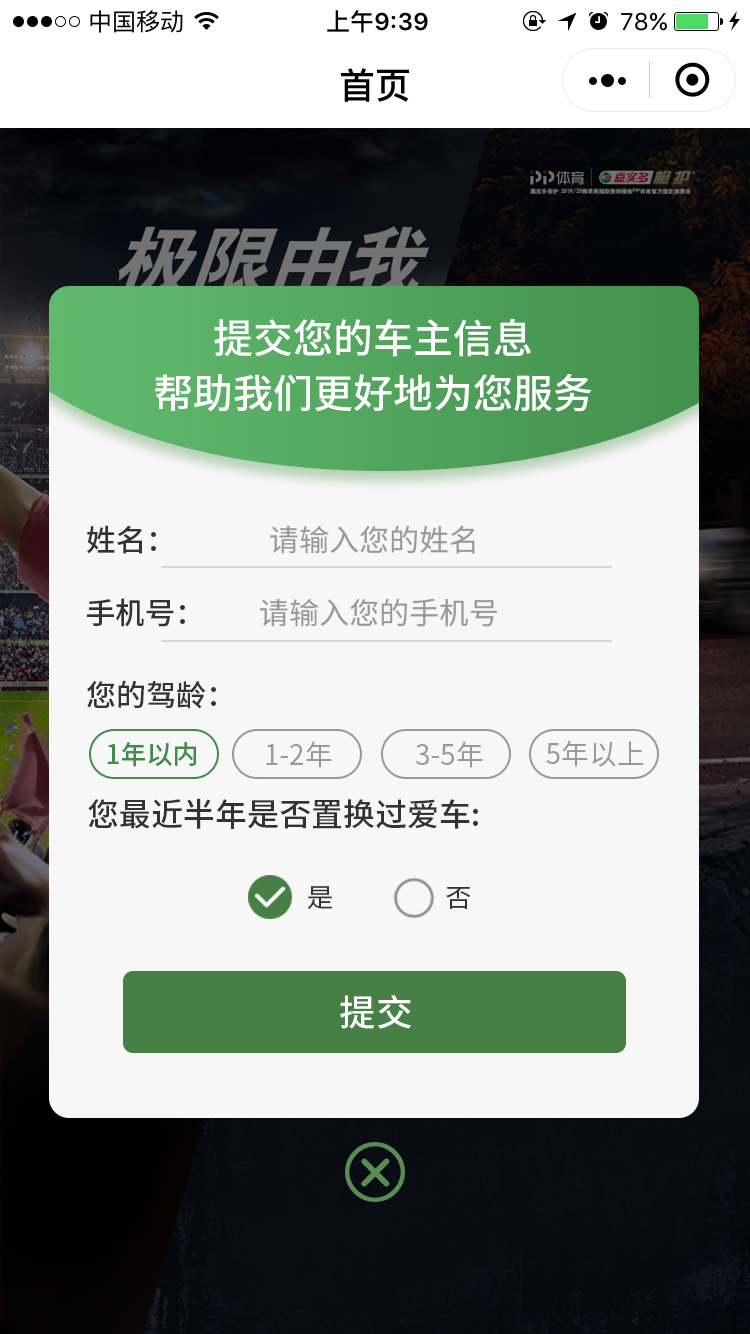 中国移动
上午9:39
78%
首页
PP体育 嘉实多 极护
极限由我
提交您的车主信息
帮助我们更好地为您服务
姓名：
请输入您的姓名
手机号：
请输入您的手机号
您的驾龄：
1年以内 1-2年 3-5年 5年以上
您最近半年是否置换过爱车：
是 否
提交